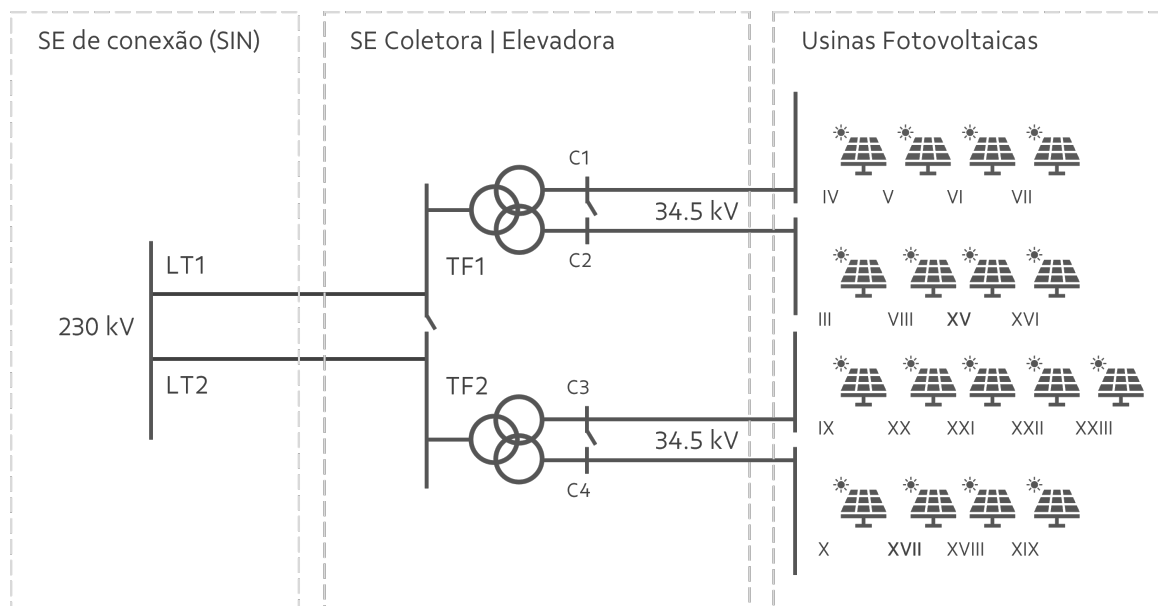 SE de conexão (SIN)
SE Coletora | Elevadora
Usinas Fotovoltaicas
230 kV
LT1
LT2
TF1
TF2
C1
34.5 kV
C2
C3
34.5 kV
C4
IV V VI VII
III VIII XV XVI
IX XX XXI XXII XXIII
X XVII XVIII XIX